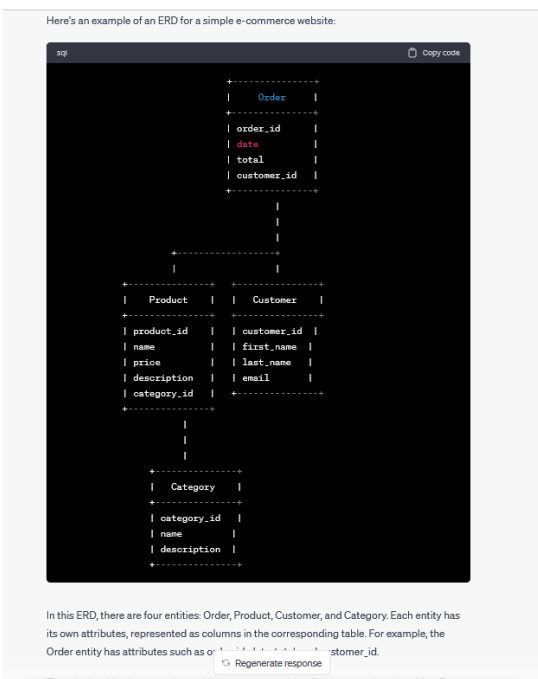 Here's an example of an ERD for a simple e-commerce website:
sql
Copy code
Order
order_id
date
total
customer_id
Product
Customer
product_id
customer_id
name
first_name
price
last_name
description
email
category_id
Category
category_id
name
description
In this ERD, there are four entities: Order, Product, Customer, and Category. Each entity has
its own attributes, represented as columns in the corresponding table. For example, the
Order entity has attributes such as
Regenerate response